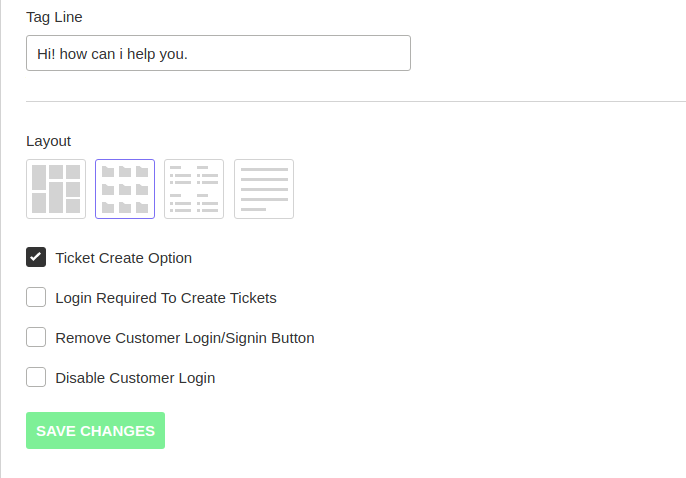 Tag Line
Hi! how can i help you.
Layout
Ticket Create Option
Login Required To Create Tickets
Remove Customer Login/Signin Button
Disable Customer Login
SAVE CHANGES